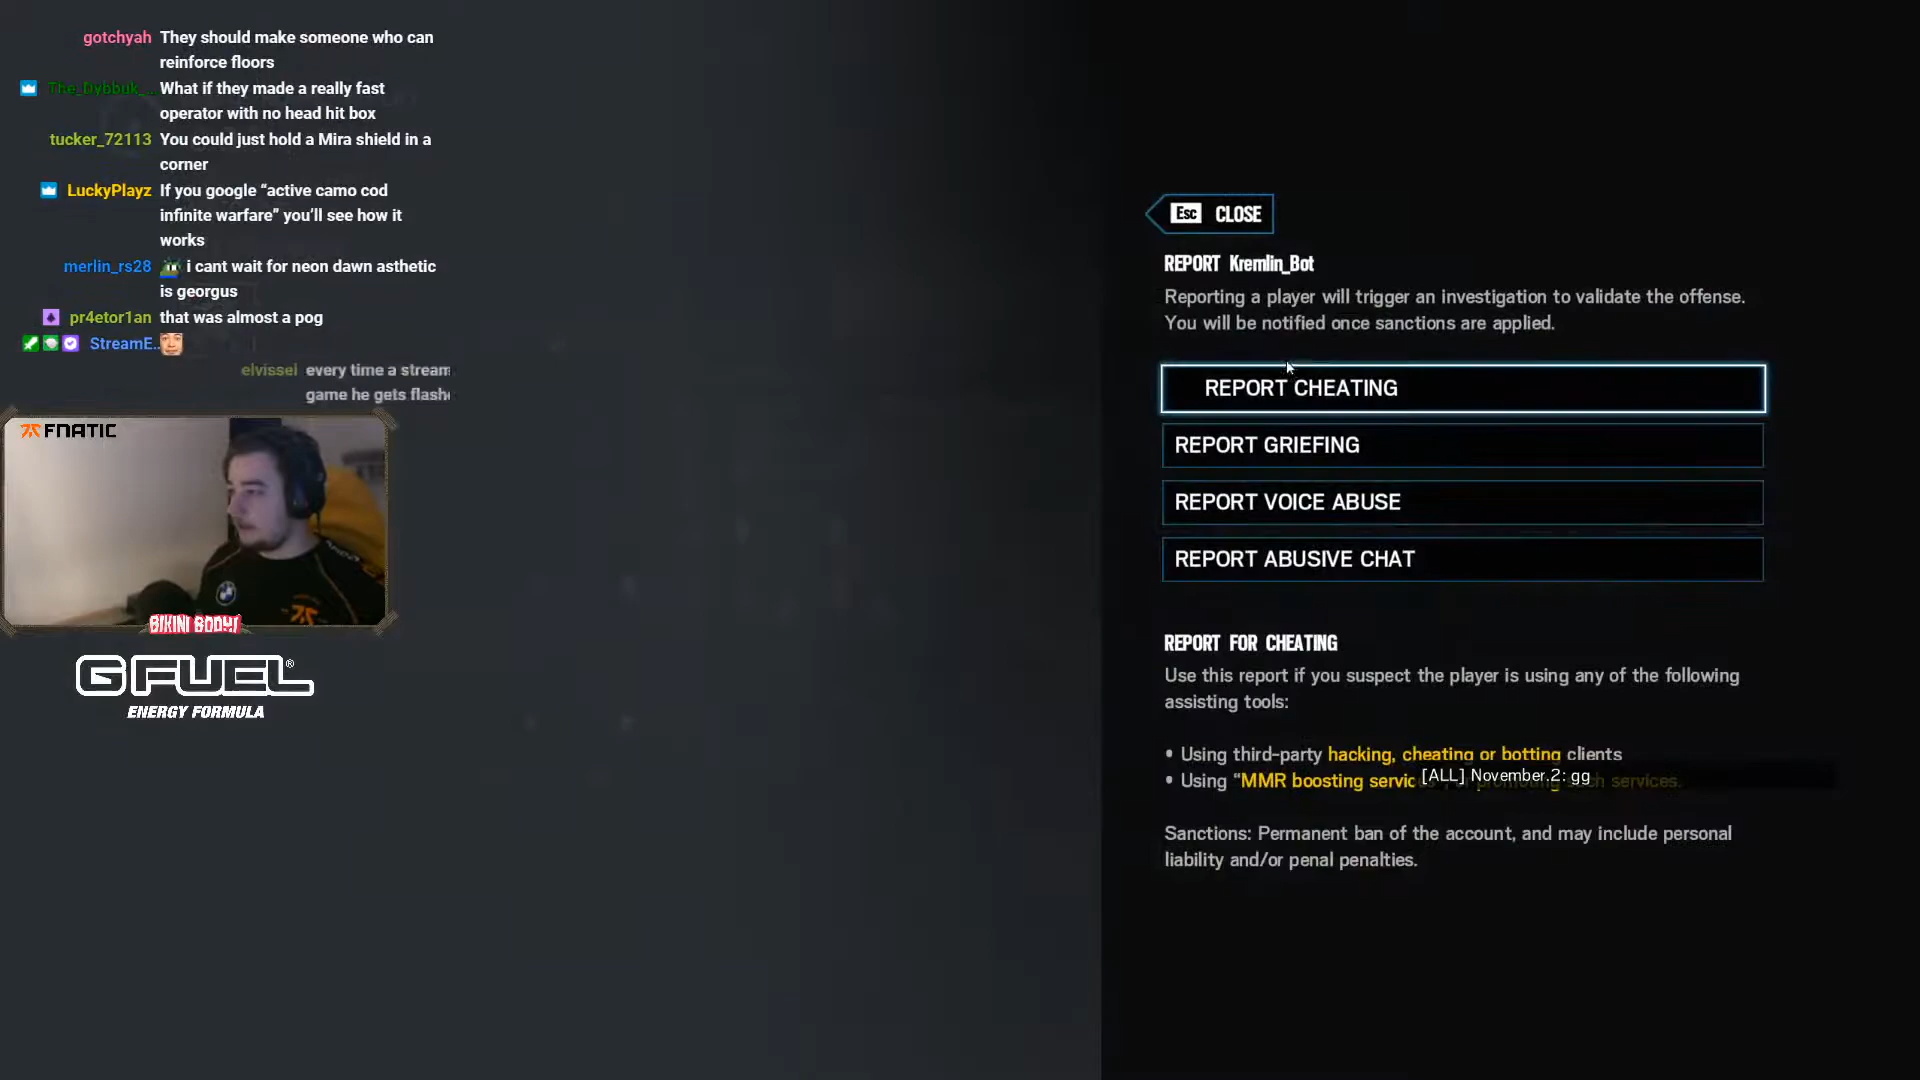 gotchyah They should make someone who can
reinforce floors
The_Dybbuk_... What if they made a really fast
operator with no head hit box
tucker_72113 You could just hold a Mira shield in a
corner
LuckyPlayz If you google “active camo cod
infinite warfare” you’ll see how it
works
merlin_rs28 i cant wait for neon dawn asthetic
is georgus
pr4etor1an that was almost a pog
StreamE..
elvissel every time a stream
game he gets flash
FNATIC
BIKINI BODY!
G FUEL®
ENERGY FORMULA
Esc CLOSE
REPORT Kremlin_Bot
Reporting a player will trigger an investigation to validate the offense.
You will be notified once sanctions are applied.
REPORT CHEATING
REPORT GRIEFING
REPORT VOICE ABUSE
REPORT ABUSIVE CHAT
REPORT FOR CHEATING
Use this report if you suspect the player is using any of the following
assisting tools:
• Using third-party hacking, cheating or botting clients
[ALL] November.2: gg
• Using “MMR boosting servic promoting such services.
Sanctions: Permanent ban of the account, and may include personal
liability and/or penal penalties.